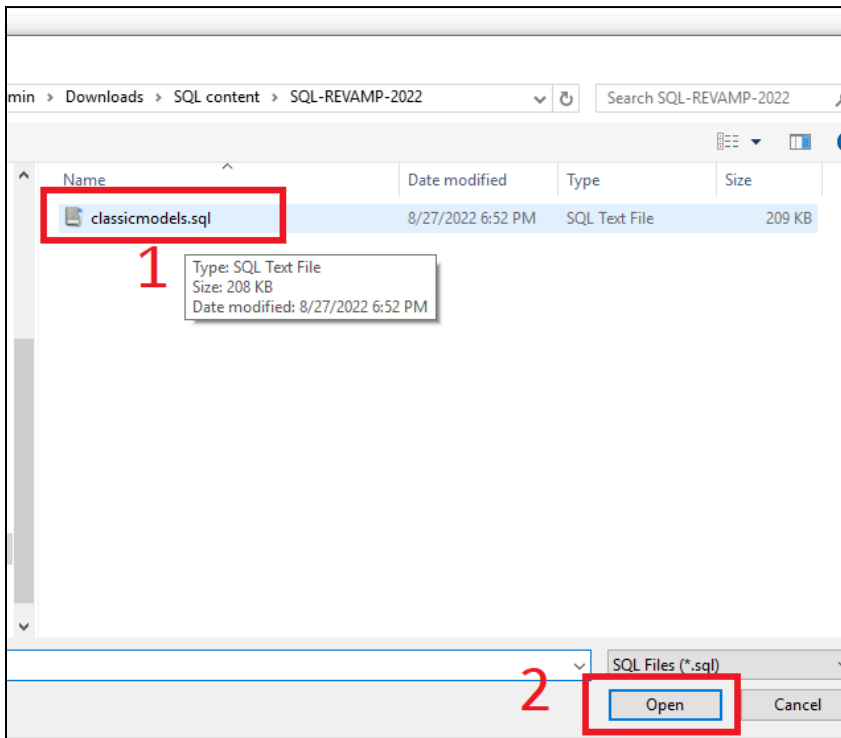 min > Downloads > SQL content > SQL-REVAMP-2022
Search SQL-REVAMP-2022
Name
Date modified
Type
Size
classicmodels.sql
8/27/2022 6:52 PM
SQL Text File
209 KB
1
Type: SQL Text File
Size: 208 KB
Date modified: 8/27/2022 6:52 PM
SQL Files (*.sql)
2
Open
Cancel